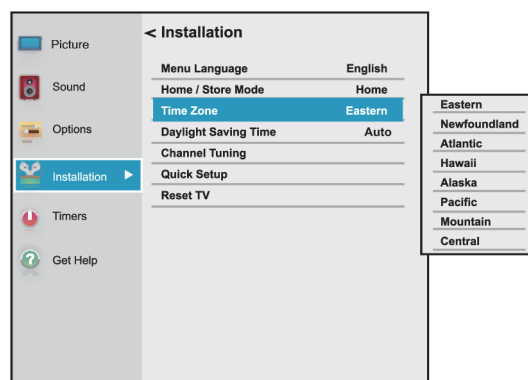 Picture
Sound
Options
Installation
Timers
Get Help
< Installation
Menu Language English
Home / Store Mode Home
Time Zone Eastern
Daylight Saving Time Auto
Channel Tuning
Quick Setup
Reset TV
Eastern
Newfoundland
Atlantic
Hawaii
Alaska
Pacific
Mountain
Central